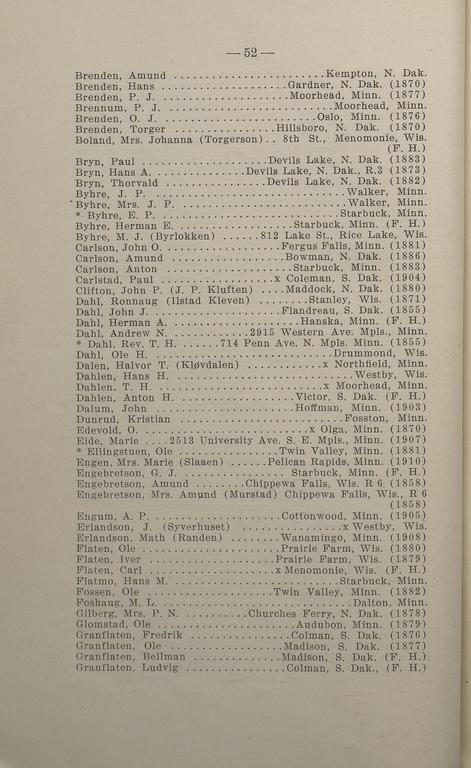 — 52 —
Brenden, Amund ........................Kempton, N. Dak.
Brenden, Hans ....................Gardner, N. Dak. (1870)
Brenden, P. J. ....................Moorhead, Minn. (1877)
Brennum, P. J. ...........................Moorhead, Minn.
Brenden, O. J. ........................Oslo, Minn. (1876)
Brenden, Torger ................Hillsboro, N. Dak. (1870)
Boland, Mrs. Johanna (Torgerson).. 8th St., Menomonie, Wis.
(F. H.)
Bryn, Paul ....................Devils Lake, N. Dak. (1883)
Bryn, Hans A. ..............Devils Lake, N. Dak., R.3 (1873)
Bryn, Thorvald ................Devils Lake, N. Dak. (1882)
Byhre, J. P. ...............................Walker, Minn.
Byhre, Mrs. J. P. ...........................Walker, Minn.
* Byhre, E. P. .............................Starbuck, Minn.
Byhre, Herman E. ..................Starbuck, Minn. (F. H.)
Byhre, M. J. (Byrlokken) ......812 Lake St., Rice Lake, Wis.
Carlson, John O. ..................Fergus Falls, Minn. (1881)
Carlson, Amund ...................Bowman, N. Dak. (1886)
Carlson, Anton ....................Starbuck, Minn. (1883)
Carlstad, Paul ..................x Coleman, S. Dak. (1904)
Clifton, John P. (J. P. Kluften) ....Maddock, N. Dak. (1880)
Dahl, Ronnaug (Ilstad Kleven) ........Stanley, Wis. (1871)
Dahl, John J. .....................Flandreau, S. Dak. (1855)
Dahl, Herman A. .....................Hanska, Minn. (F. H.)
Dahl, Andrew N. ............2915 Western Ave. Mpls., Minn.
* Dahl, Rev. T. H. ......714 Penn Ave. N. Mpls. Minn. (1855)
Dahl, Ole H. .............................Drummond, Wis.
Dalen, Halvor T. (Kløvdalen) ............x Northfield, Minn.
Dahlen, Hans H. ............................Westby, Wis.
Dahlen, T. H. ...........................x Moorhead, Minn.
Dahlen, Anton H. ...................Victor, S. Dak. (F. H.)
Dalum, John ......................Hoffman, Minn. (1903)
Dunrud, Kristian ..........................Fosston, Minn.
Edevold, O. ...........................x Olga, Minn. (1870)
Eide, Marie ....2513 University Ave. S. E. Mpls., Minn. (1907)
* Ellingstuen, Ole ................Twin Valley, Minn. (1881)
Engen, Mrs. Marie (Slaaen) ......Pelican Rapids, Minn. (1910)
Engebretson, G. J. ................. Starbuck, Minn. (F. H.)
Engebretson, Amund ........Chippewa Falls, Wis. R 6 (1858)
Engebretson, Mrs. Amund (Murstad) Chippewa Falls, Wis., R 6
(1858)
Engum, A. P. ....................Cottonwood, Minn. (1905)
Erlandson, J. (Syverhuset) ................x Westby, Wis.
Erlandson, Math (Randen) ........Wanamingo, Minn. (1908)
Flaten, Ole ......................Prairie Farm, Wis. (1880)
Flaten, Iver ....................Prairie Farm, Wis. (1879)
Flaten, Carl ....................x Menomonie, Wis. (F. H.)
Flatmo, Hans M. ..........................Starbuck, Minn.
Fossen, Ole ....................Twin Valley, Minn. (1882)
Foshaug, M. L. ...............................Dalton, Minn.
Gilberg, Mrs. P. N. ..........Churches Ferry, N. Dak. (1878)
Glomstad, Ole ......................Audubon, Minn. (1879)
Granflaten, Fredrik ................Colman, S. Dak. (1876)
Granflaten, Ole ..................Madison, S. Dak. (1877)
Granflaten, Bellman ..............Madison, S. Dak. (F. H.)
Granflaten, Ludvig .................Colman, S. Dak., (F. H.)